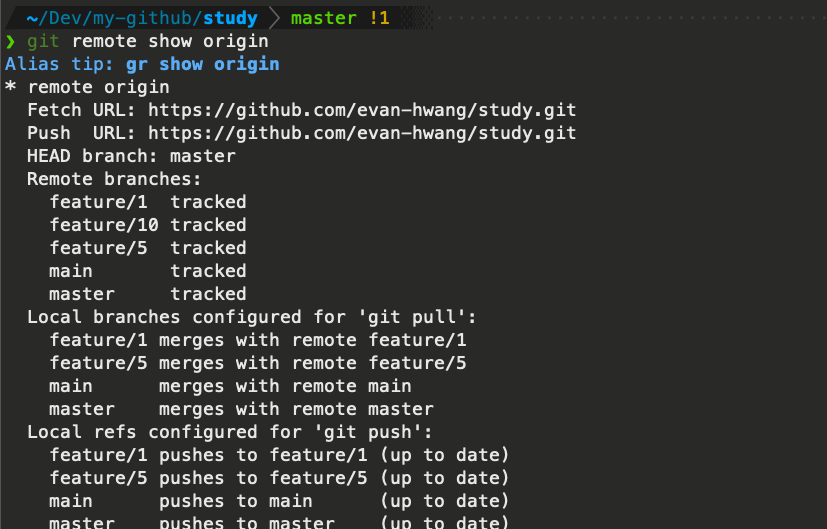 ~/Dev/my-github/study > master !1
❯ git remote show origin
Alias tip: gr show origin
* remote origin
  Fetch URL: https://github.com/evan-hwang/study.git
  Push  URL: https://github.com/evan-hwang/study.git
  HEAD branch: master
  Remote branches:
    feature/1  tracked
    feature/10 tracked
    feature/5  tracked
    main       tracked
    master     tracked
  Local branches configured for 'git pull':
    feature/1 merges with remote feature/1
    feature/5 merges with remote feature/5
    main      merges with remote main
    master    merges with remote master
  Local refs configured for 'git push':
    feature/1 pushes to feature/1 (up to date)
    feature/5 pushes to feature/5 (up to date)
    main      pushes to main      (up to date)
    master    pushes to master    (up to date)